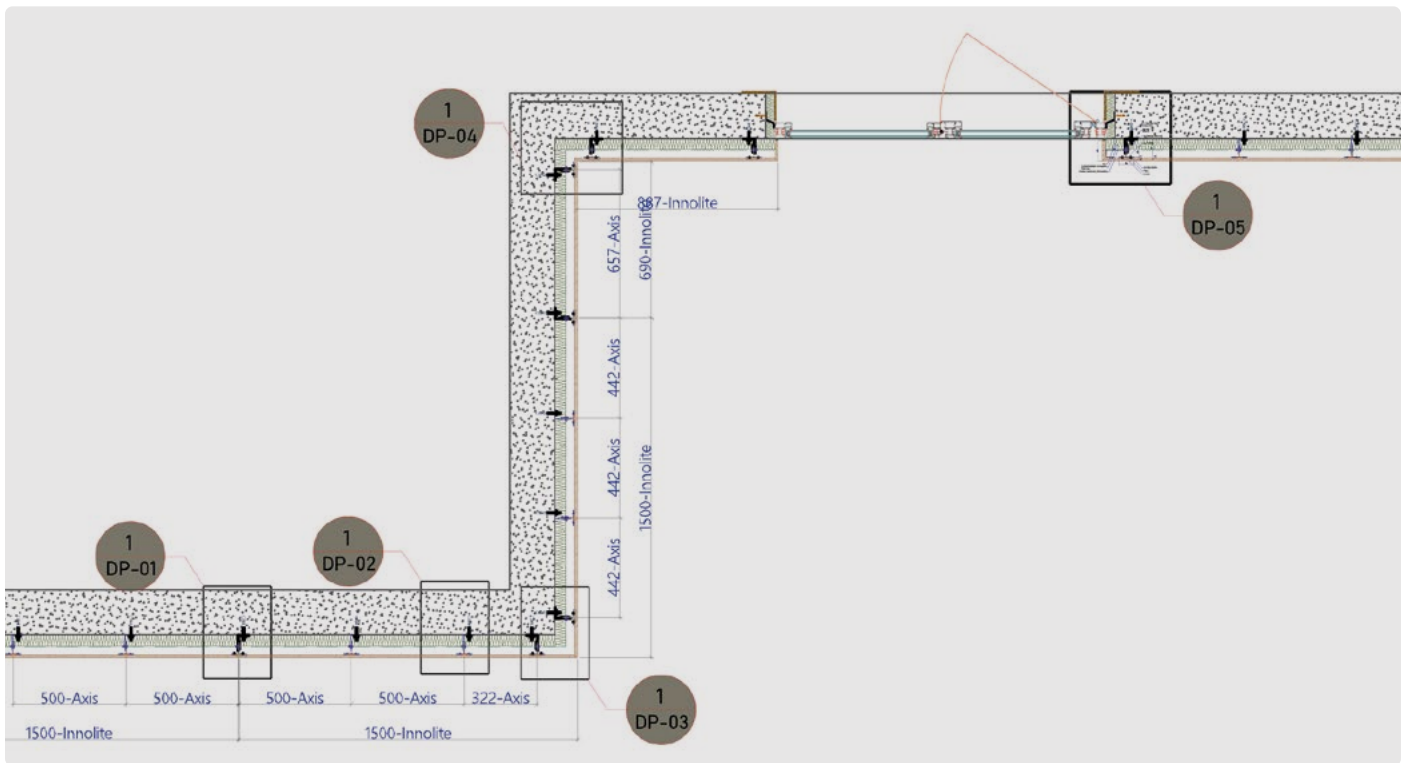 1
DP-04
887-Innolite
1
DP-05
657-Axis
690-Innolite
442-Axis
442-Axis
1500-Innolite
442-Axis
1
DP-01
1
DP-02
1
DP-03
500-Axis
500-Axis
500-Axis
500-Axis
322-Axis
1500-Innolite
1500-Innolite